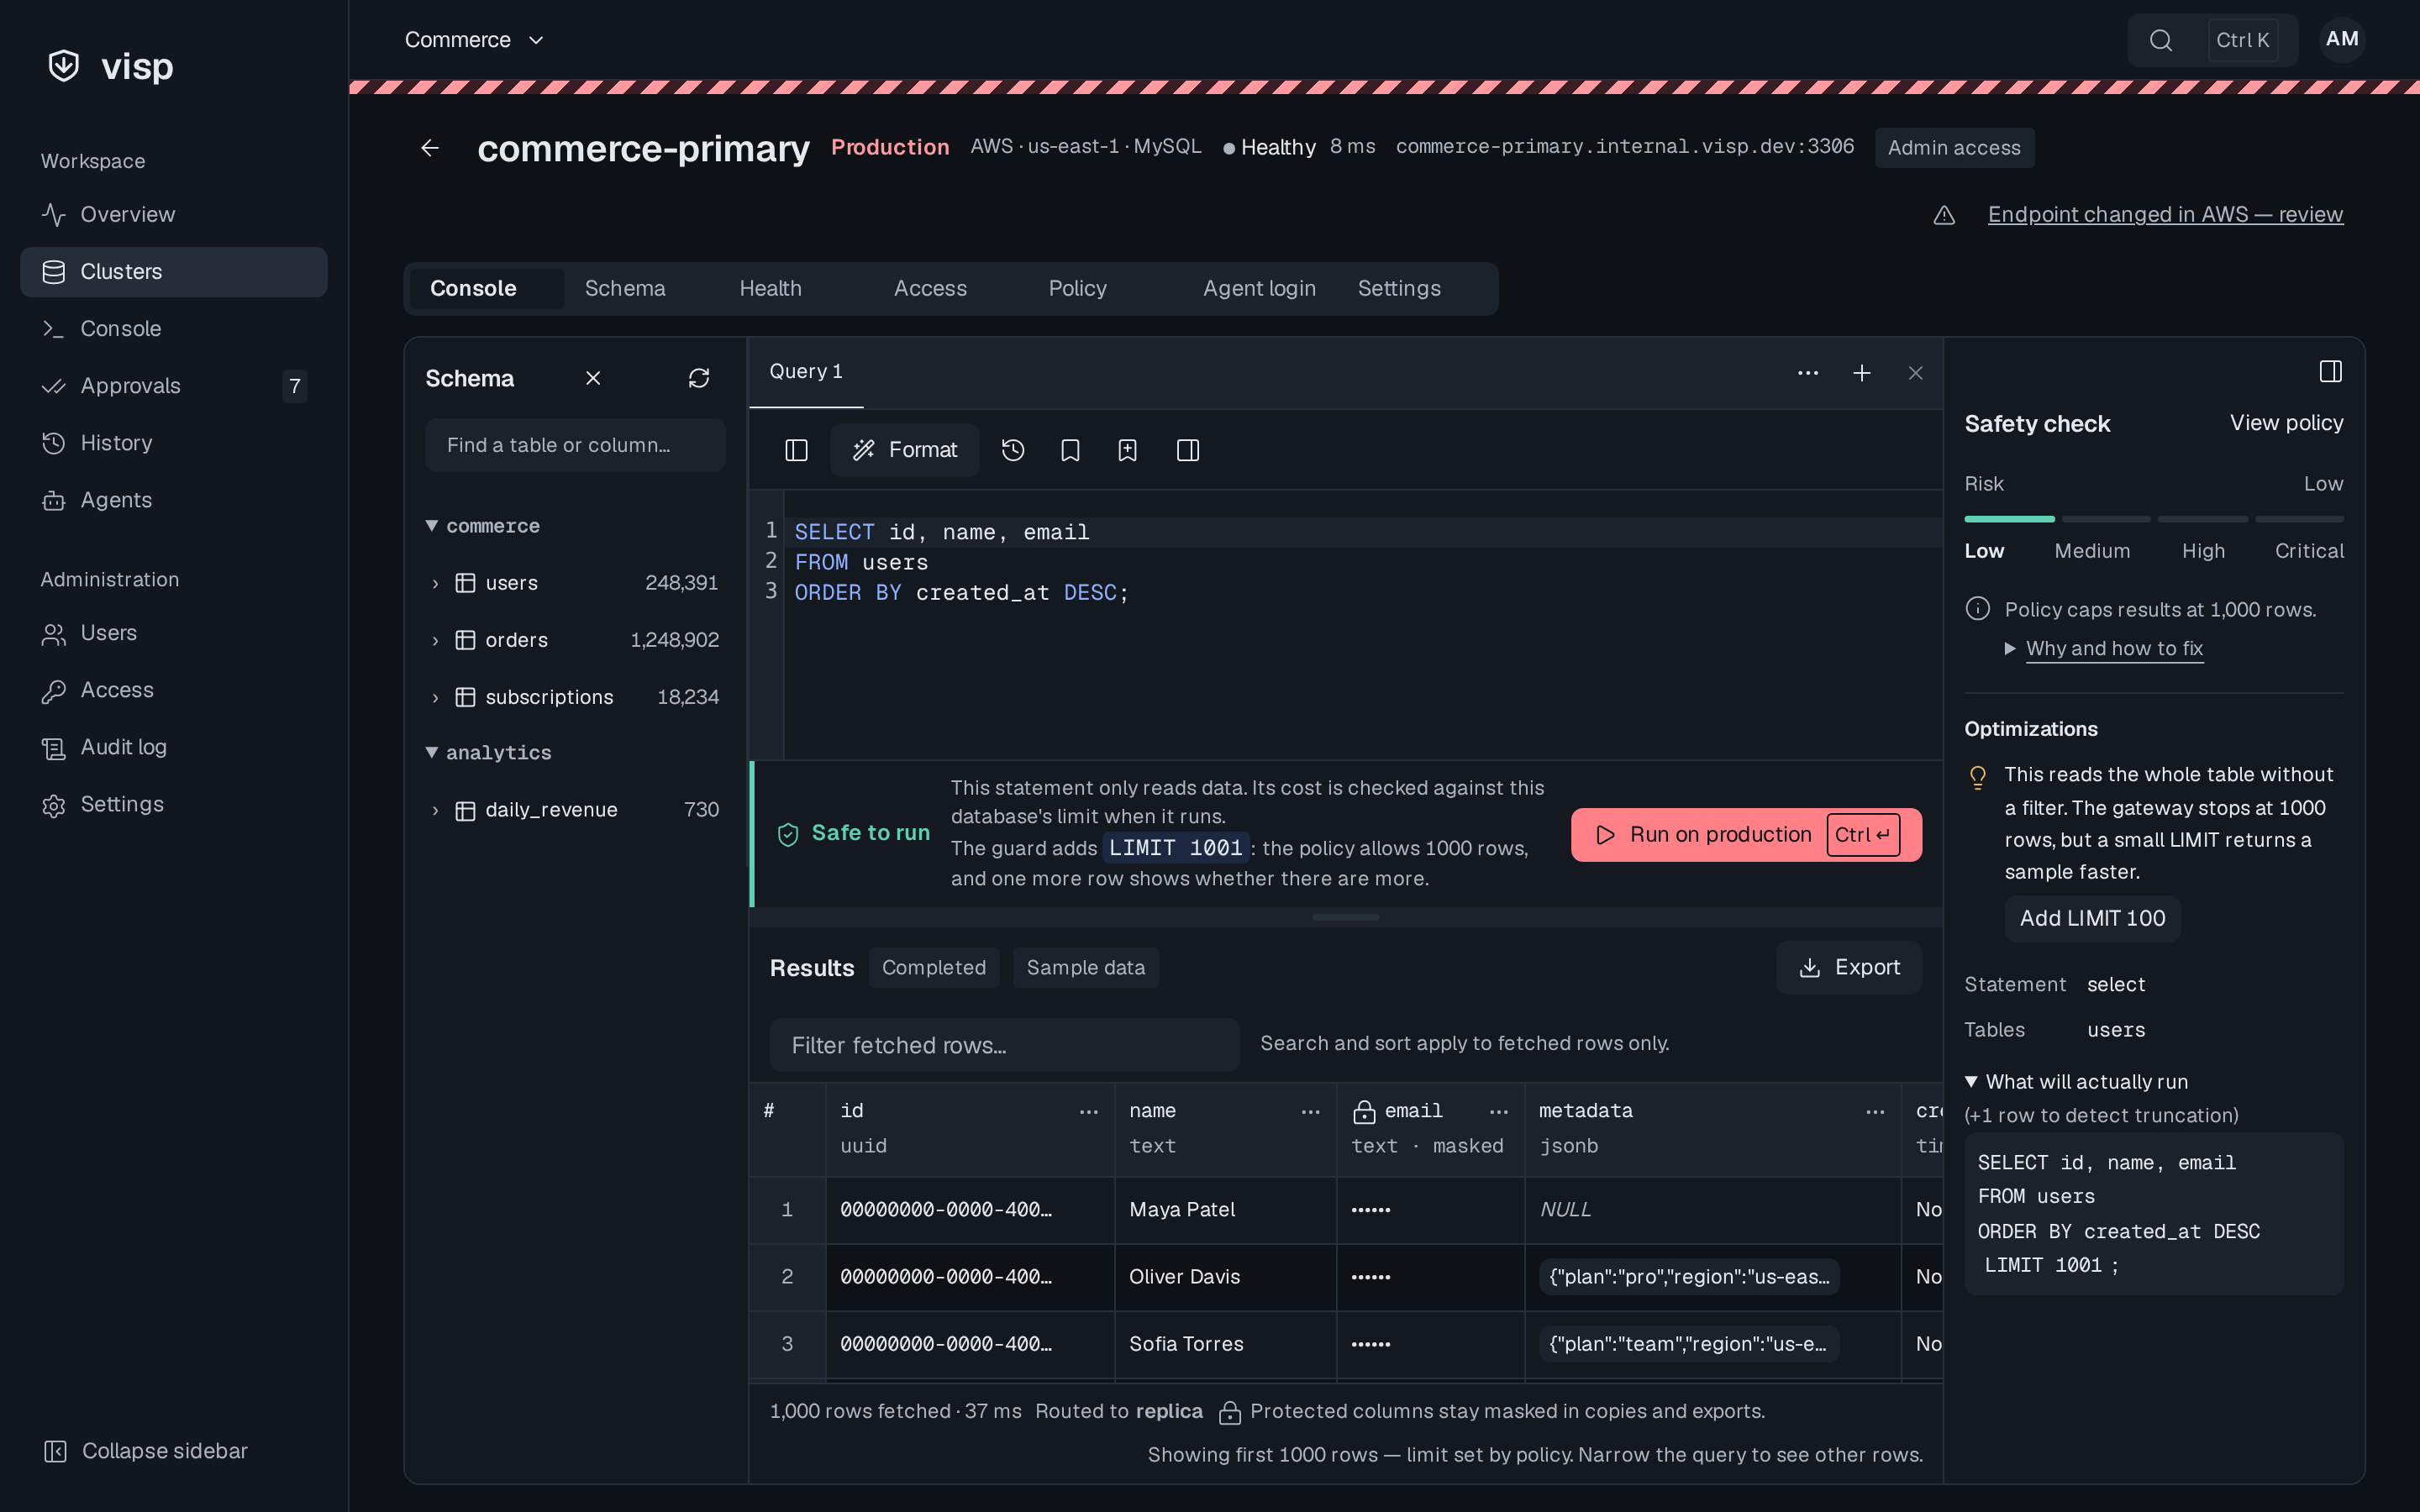 visp
Commerce
Ctrl K
AM
Workspace
Overview
Clusters
Console
Approvals 7
History
Agents
Administration
Users
Access
Audit log
Settings
Collapse sidebar
commerce-primary Production AWS · us-east-1 · MySQL Healthy 8 ms commerce-primary.internal.visp.dev:3306 Admin access
Endpoint changed in AWS — review
Console Schema Health Access Policy Agent login Settings
Schema
Find a table or column...
commerce
users 248,391
orders 1,248,902
subscriptions 18,234
analytics
daily_revenue 730
Query 1
Format
1 SELECT id, name, email
2 FROM users
3 ORDER BY created_at DESC;
Safe to run
This statement only reads data. Its cost is checked against this
database's limit when it runs.
The guard adds LIMIT 1001: the policy allows 1000 rows,
and one more row shows whether there are more.
Run on production Ctrl ↵
Results Completed Sample data Export
Filter fetched rows...
Search and sort apply to fetched rows only.
# id name email metadata cre
uuid text text · masked jsonb tim
1 00000000-0000-400… Maya Patel •••••• NULL No
2 00000000-0000-400… Oliver Davis •••••• {"plan":"pro","region":"us-eas… No
3 00000000-0000-400… Sofia Torres •••••• {"plan":"team","region":"us-e… No
1,000 rows fetched · 37 ms Routed to replica Protected columns stay masked in copies and exports.
Showing first 1000 rows — limit set by policy. Narrow the query to see other rows.
Safety check View policy
Risk Low
Low Medium High Critical
Policy caps results at 1,000 rows.
Why and how to fix
Optimizations
This reads the whole table without
a filter. The gateway stops at 1000
rows, but a small LIMIT returns a
sample faster.
Add LIMIT 100
Statement select
Tables users
What will actually run
(+1 row to detect truncation)
SELECT id, name, email
FROM users
ORDER BY created_at DESC
LIMIT 1001 ;